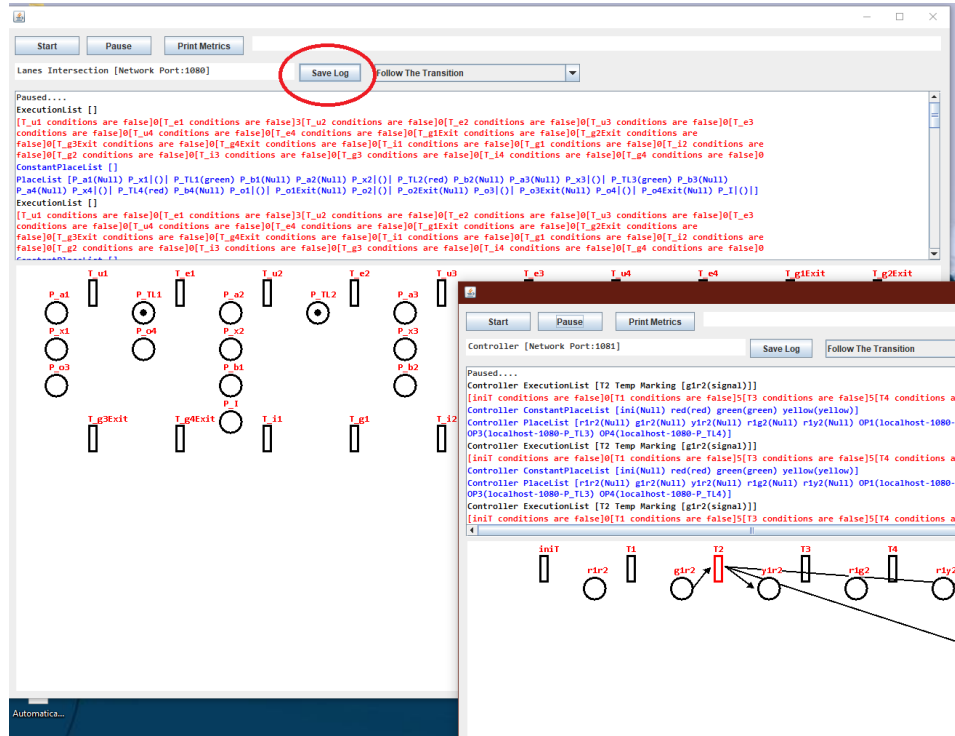 Start Pause Print Metrics
Lanes Intersection [Network Port:1080] Save Log Follow The Transition
Paused....
ExecutionList []
[T_u1 conditions are false]0[T_e1 conditions are false]3[T_u2 conditions are false]0[T_e2 conditions are false]0[T_u3 conditions are false]0[T_e3
conditions are false]0[T_u4 conditions are false]0[T_e4 conditions are false]0[T_g1Exit conditions are false]0[T_g2Exit conditions are
false]0[T_g3Exit conditions are false]0[T_g4Exit conditions are false]0[T_i1 conditions are false]0[T_g1 conditions are false]0[T_i2 conditions are
false]0[T_g2 conditions are false]0[T_i3 conditions are false]0[T_g3 conditions are false]0[T_i4 conditions are false]0[T_g4 conditions are false]0
ConstantPlaceList []
PlaceList [P_a1(Null) P_x1|()| P_TL1(green) P_b1(Null) P_a2(Null) P_x2|()| P_TL2(red) P_b2(Null) P_a3(Null) P_x3|()| P_TL3(green) P_b3(Null)
P_a4(Null) P_x4|()| P_TL4(red) P_b4(Null) P_o1|()| P_o1Exit(Null) P_o2|()| P_o2Exit(Null) P_o3|()| P_o3Exit(Null) P_o4|()| P_o4Exit(Null) P_I|()|]
ExecutionList []
[T_u1 conditions are false]0[T_e1 conditions are false]3[T_u2 conditions are false]0[T_e2 conditions are false]0[T_u3 conditions are false]0[T_e3
conditions are false]0[T_u4 conditions are false]0[T_e4 conditions are false]0[T_g1Exit conditions are false]0[T_g2Exit conditions are
false]0[T_g3Exit conditions are false]0[T_g4Exit conditions are false]0[T_i1 conditions are false]0[T_g1 conditions are false]0[T_i2 conditions are
false]0[T_g2 conditions are false]0[T_i3 conditions are false]0[T_g3 conditions are false]0[T_i4 conditions are false]0[T_g4 conditions are false]0
ConstantPlaceList []
T_u1 T_e1 T_u2 T_e2 T_u3 T_e3 T_u4 T_e4 T_g1Exit T_g2Exit
P_a1 P_TL1 P_a2 P_TL2 P_a3
P_x1 P_o4 P_x2 P_x3
P_o3 P_b1 P_b2
P_I
T_g3Exit T_g4Exit T_i1 T_g1 T_i2
Start Pause Print Metrics
Controller [Network Port:1081] Save Log Follow The Transition
Paused....
Controller ExecutionList [T2 Temp Marking [g1r2(signal)]]
[iniT conditions are false]0[T1 conditions are false]5[T3 conditions are false]5[T4 conditions a
Controller ConstantPlaceList [ini(Null) red(red) green(green) yellow(yellow)]
Controller PlaceList [r1r2(Null) g1r2(Null) y1r2(Null) r1g2(Null) r1y2(Null) OP1(localhost-1080-
OP3(localhost-1080-P_TL3) OP4(localhost-1080-P_TL4)]
Controller ExecutionList [T2 Temp Marking [g1r2(signal)]]
[iniT conditions are false]0[T1 conditions are false]5[T3 conditions are false]5[T4 conditions a
Controller ConstantPlaceList [ini(Null) red(red) green(green) yellow(yellow)]
Controller PlaceList [r1r2(Null) g1r2(Null) y1r2(Null) r1g2(Null) r1y2(Null) OP1(localhost-1080-
OP3(localhost-1080-P_TL3) OP4(localhost-1080-P_TL4)]
Controller ExecutionList [T2 Temp Marking [g1r2(signal)]]
[iniT conditions are false]0[T1 conditions are false]5[T3 conditions are false]5[T4 conditions a
iniT T1 T2 T3 T4
r1r2 g1r2 y1r2 r1g2 r1y2
Automatica...